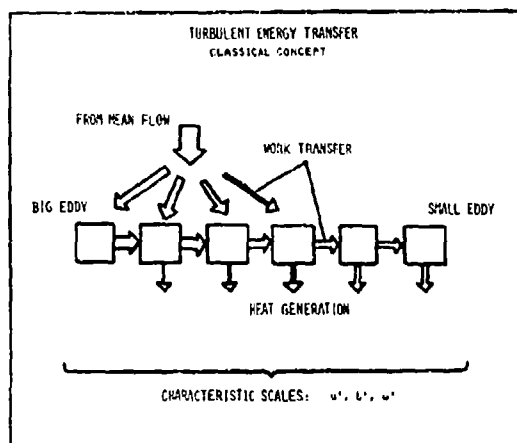 TURBULENT ENERGY TRANSFER
CLASSICAL CONCEPT
FROM MEAN FLOW
WORK TRANSFER
BIG EDDY
SMALL EDDY
HEAT GENERATION
CHARACTERISTIC SCALES: